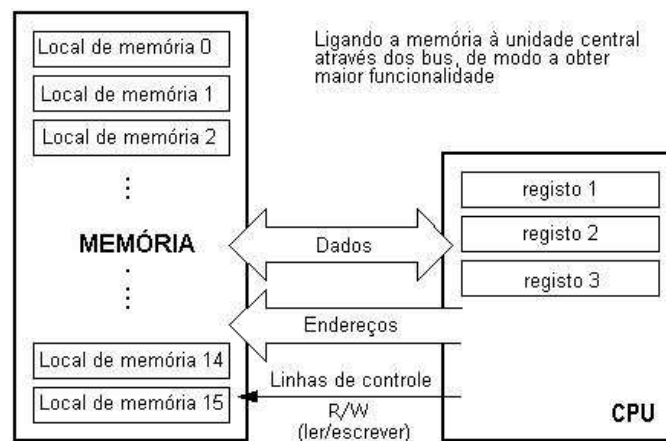 Local de memória 0
Local de memória 1
Local de memória 2
MEMÓRIA
Local de memória 14
Local de memória 15
Ligando a memória à unidade central
através dos bus, de modo a obter
maior funcionalidade
Dados
Endereços
Linhas de controle
R/W
(ler/escrever)
registo 1
registo 2
registo 3
CPU